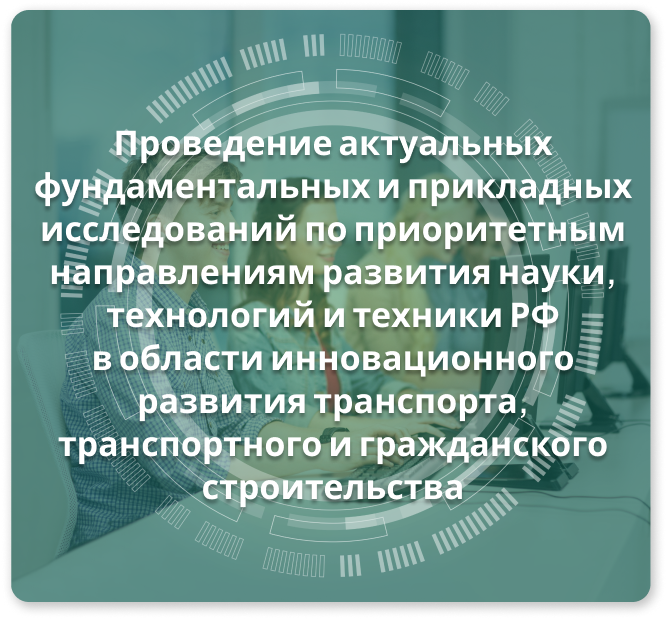 Проведение актуальных
фундаментальных и прикладных
исследований по приоритетным
направлениям развития науки,
технологий и техники РФ
в области инновационного
развития транспорта,
транспортного и гражданского
строительства